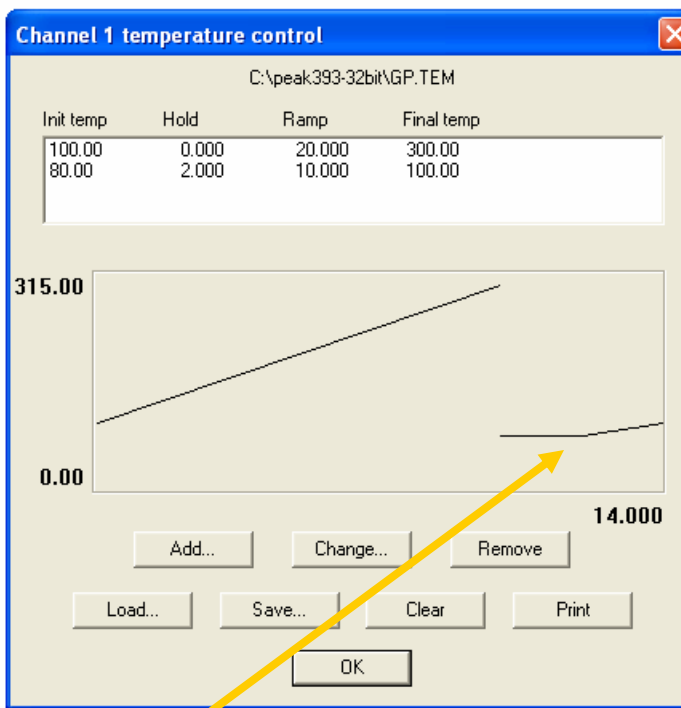 Channel 1 temperature control
C:\peak393-32bit\GP.TEM
Init temp Hold Ramp Final temp
100.00 0.000 20.000 300.00
80.00 2.000 10.000 100.00
315.00
0.00
14.000
Add... Change... Remove
Load... Save... Clear Print
OK